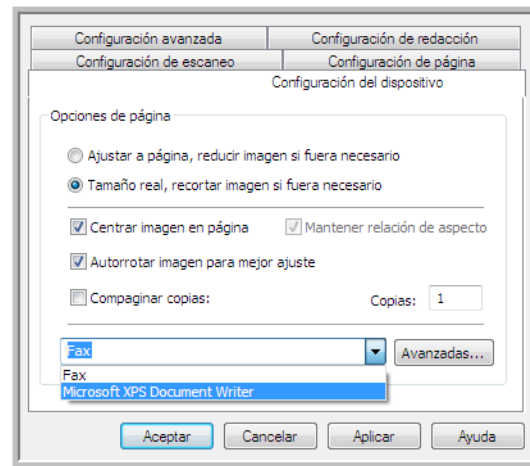 Configuración avanzada
Configuración de redacción
Configuración de escaneo
Configuración de página
Configuración del dispositivo
Opciones de página
Ajustar a página, reducir imagen si fuera necesario
Tamaño real, recortar imagen si fuera necesario
Centrar imagen en página
Mantener relación de aspecto
Autorrotar imagen para mejor ajuste
Compaginar copias:
Copias: 1
Fax
Avanzadas...
Fax
Microsoft XPS Document Writer
Aceptar
Cancelar
Aplicar
Ayuda